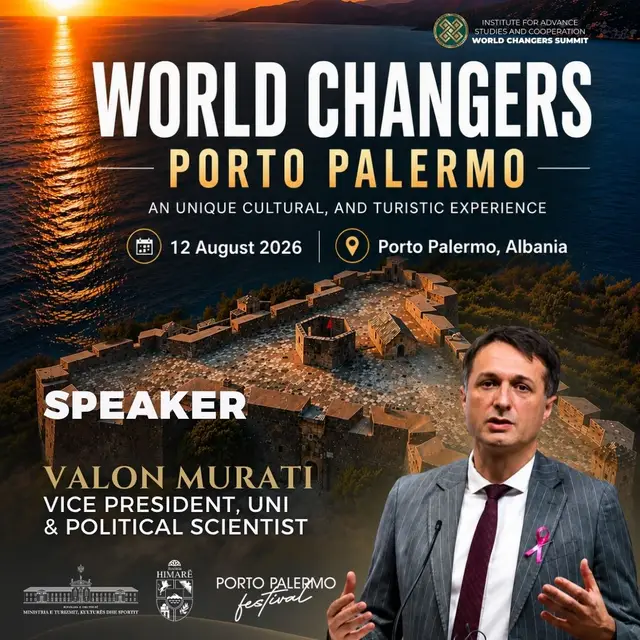 INSTITUTE FOR ADVANCE
STUDIES AND COOPERATION
WORLD CHANGERS SUMMIT
WORLD CHANGERS
PORTO PALERMO
AN UNIQUE CULTURAL, AND TURISTIC EXPERIENCE
12 August 2026
Porto Palermo, Albania
SPEAKER
VALON MURATI
VICE PRESIDENT, UNI
& POLITICAL SCIENTIST
MINISTRIA E TURIZMIT, KULTURËS DHE SPORTIT
HIMARË
PORTO PALERMO
festival